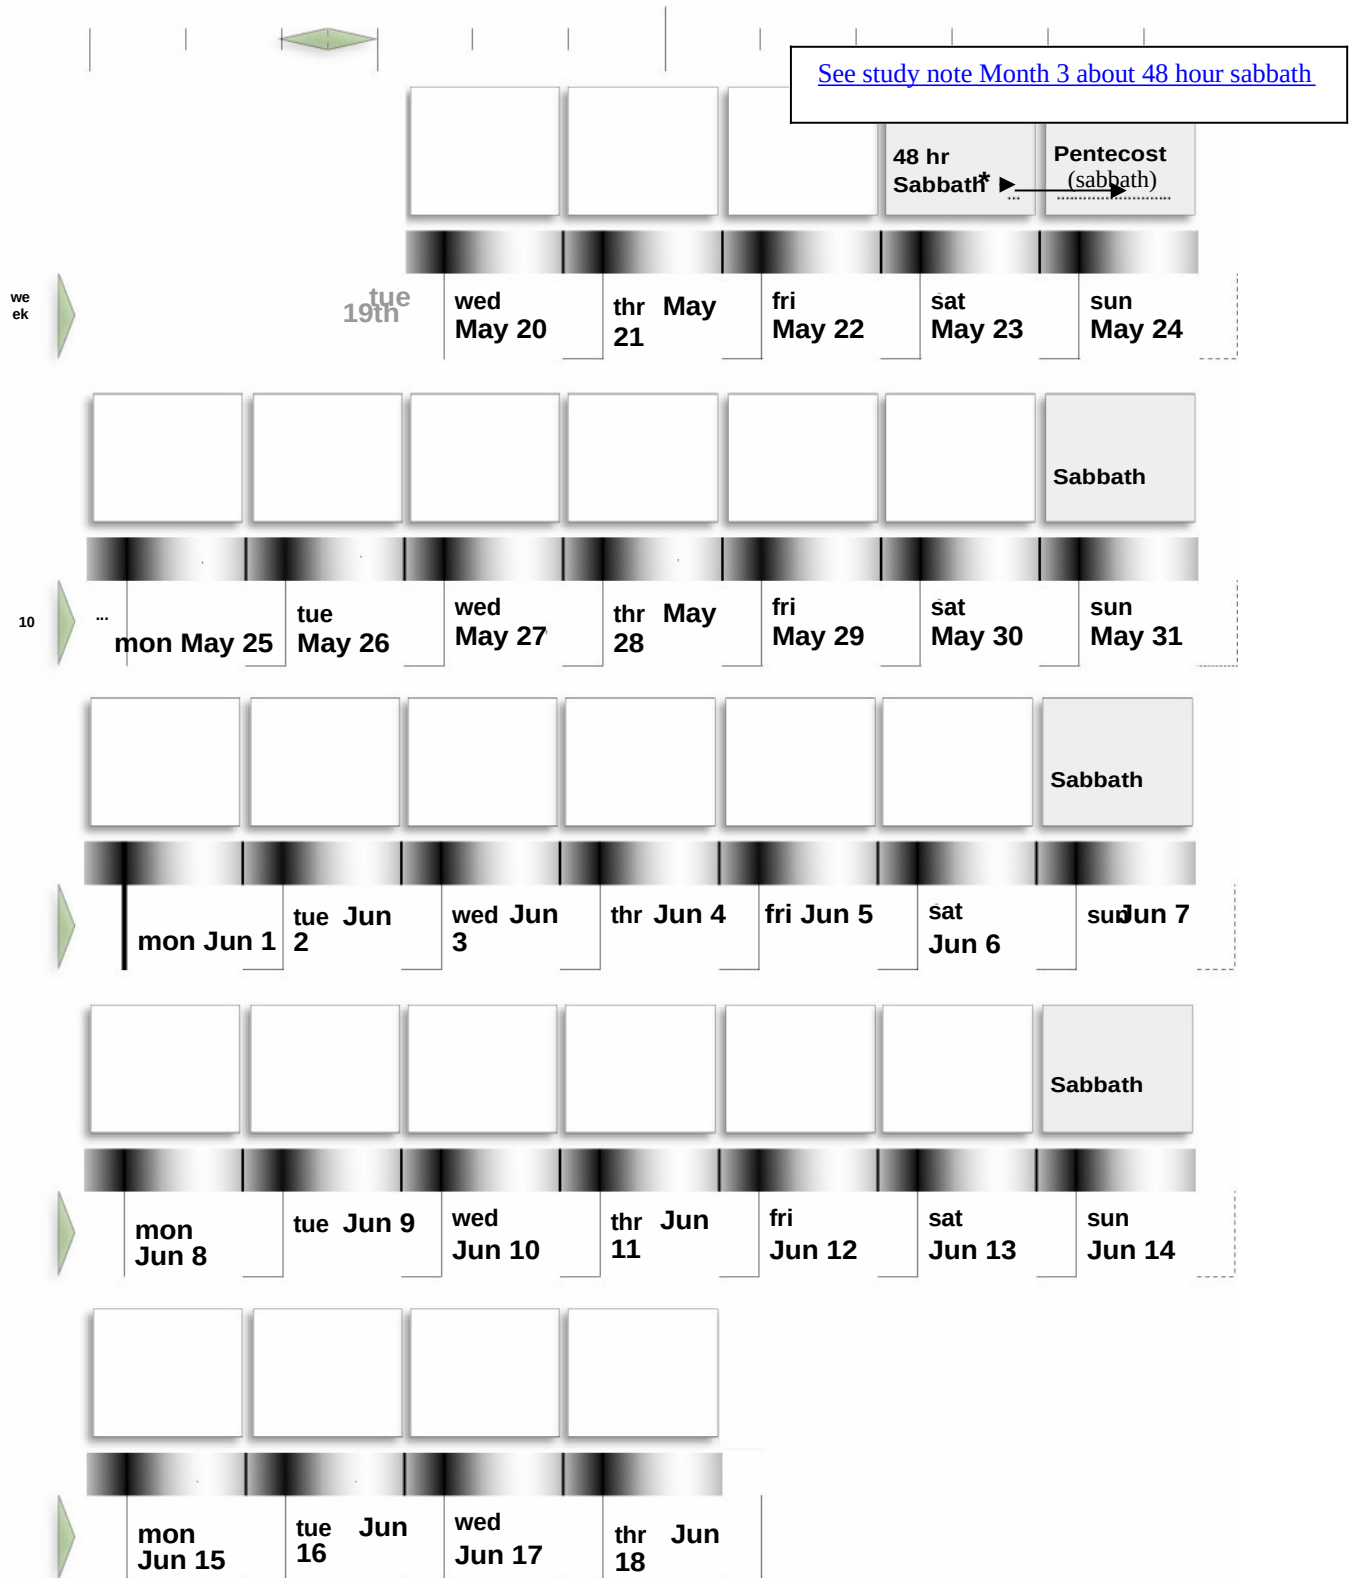 See study note Month 3 about 48 hour sabbath
48 hr
Sabbath*
Pentecost
(sabbath)
we
ek
tue
19th
wed
May 20
thr May
21
fri
May 22
sat
May 23
sun
May 24
Sabbath
10
...
mon May 25
tue
May 26
wed
May 27
thr May
28
fri
May 29
sat
May 30
sun
May 31
Sabbath
mon Jun 1
tue Jun
2
wed Jun
3
thr Jun 4
fri Jun 5
sat
Jun 6
sun Jun 7
Sabbath
mon
Jun 8
tue Jun 9
wed
Jun 10
thr Jun
11
fri
Jun 12
sat
Jun 13
sun
Jun 14
mon
Jun 15
tue Jun
16
wed
Jun 17
thr Jun
18